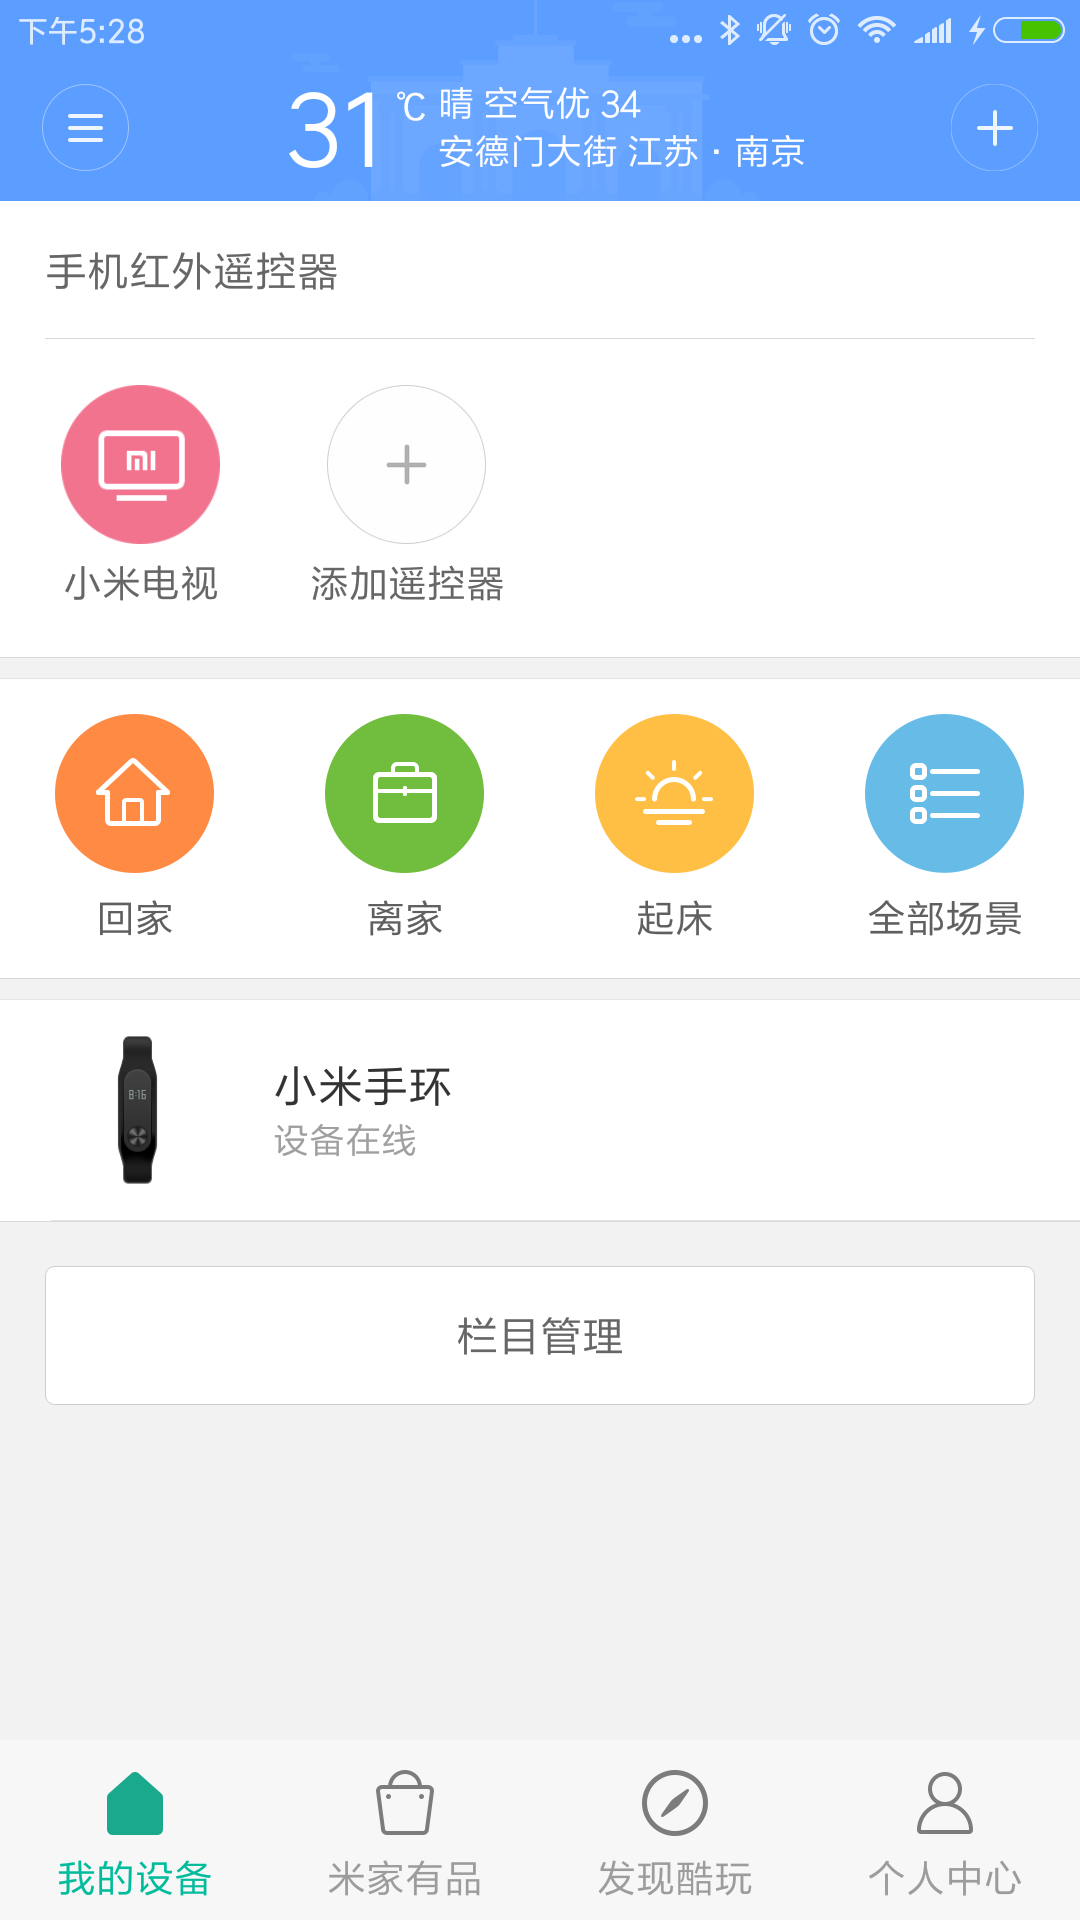 下午5:28
31℃ 晴 空气优 34
安德门大街 江苏 · 南京
手机红外遥控器
小米电视 添加遥控器
回家 离家 起床 全部场景
8:16
小米手环
设备在线
栏目管理
我的设备 米家有品 发现酷玩 个人中心